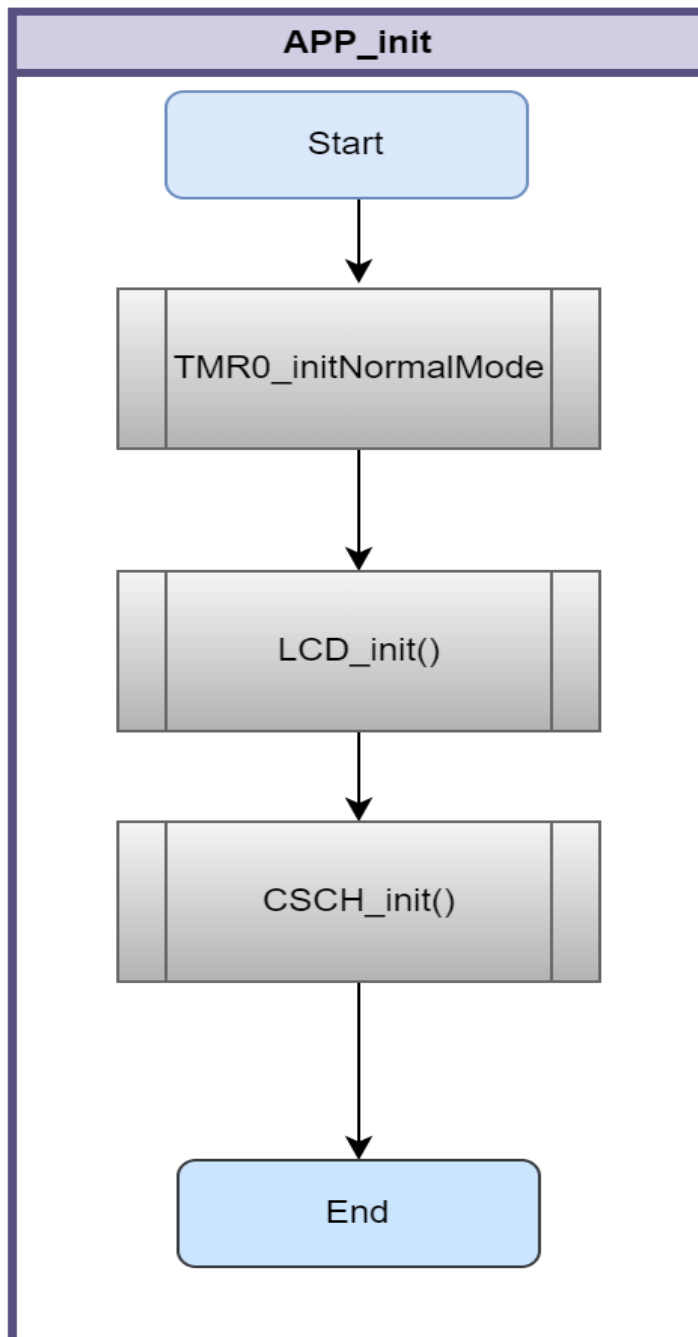 APP_init
Start
TMR0_initNormalMode
LCD_init()
CSCH_init()
End